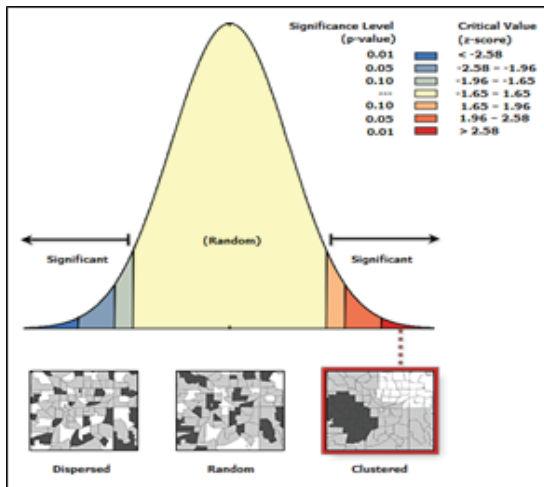 Significance Level Critical Value
(p-value) (z-score)
0.01 < -2.58
0.05 -2.58 – -1.96
0.10 -1.96 – -1.65
--- -1.65 – 1.65
0.10 1.65 – 1.96
0.05 1.96 – 2.58
0.01 > 2.58
(Random)
Significant Significant
Dispersed Random Clustered